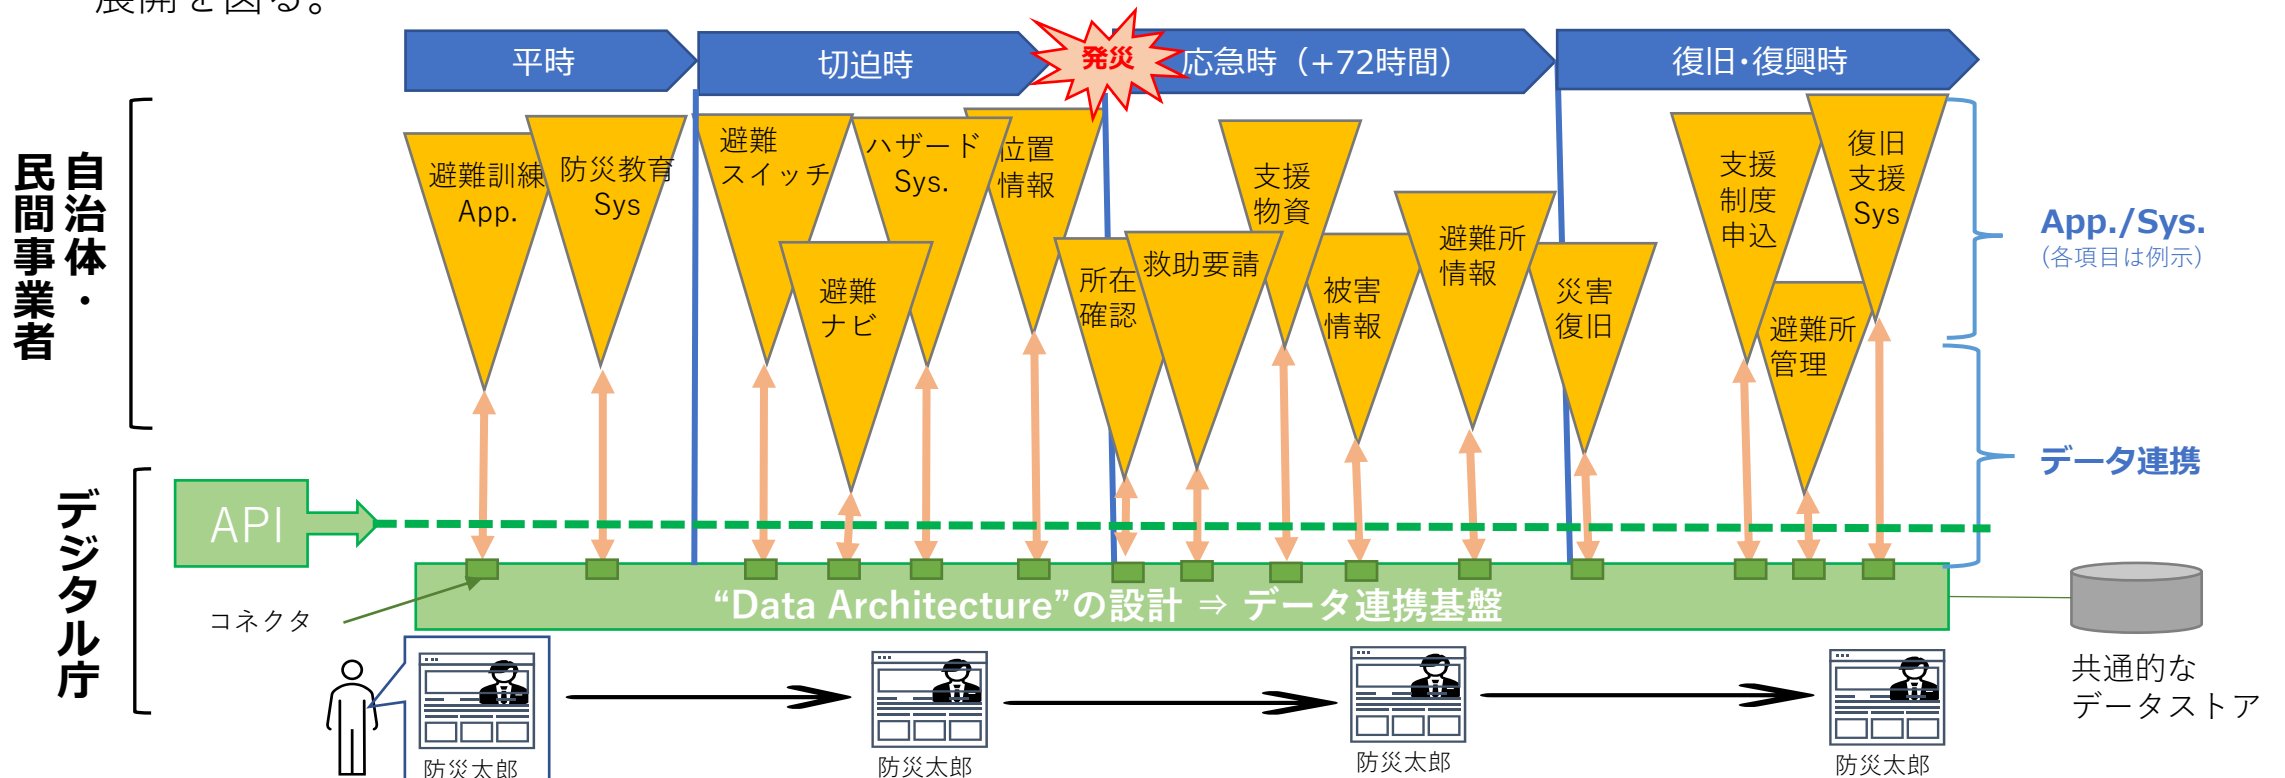 展開を図る。
平時
切迫時
発災
応急時（+72時間）
復旧・復興時
自治体・
民間事業者
避難訓練
App.
防災教育
Sys
避難
スイッチ
避難
ナビ
ハザード
Sys.
位置
情報
所在
確認
救助要請
支援
物資
被害
情報
避難所
情報
災害
復旧
支援
制度
申込
避難所
管理
復旧
支援
Sys
App./Sys.
（各項目は例示）
データ連携
デジタル庁
API
コネクタ
“Data Architecture”の設計 ⇒ データ連携基盤
共通的な
データストア
防災太郎
防災太郎
防災太郎
防災太郎